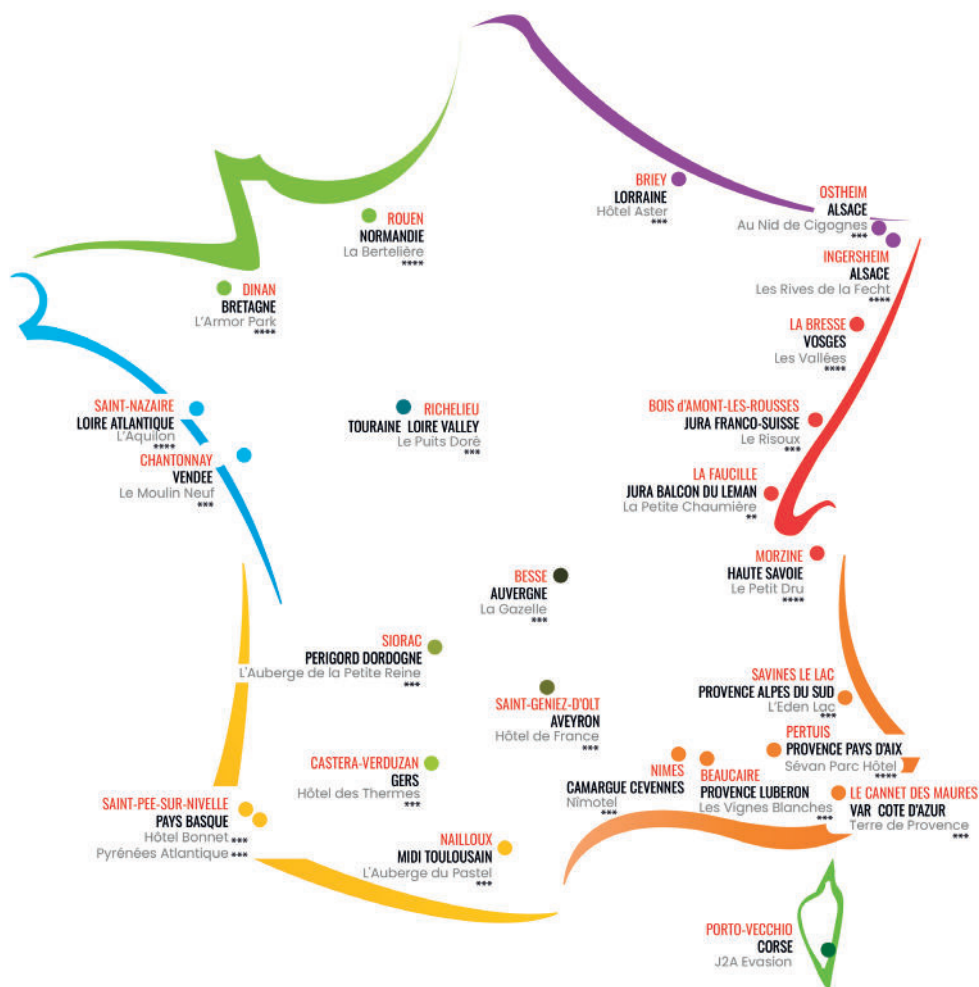 BRIEY
LORRAINE
Hôtel Aster
***
OSTHEIM
ALSACE
Au Nid de Cigognes
***
INGERSHEIM
ALSACE
Les Rives de la Fecht
****
ROUEN
NORMANDIE
La Bertelière
****
DINAN
BRETAGNE
L'Armor Park
****
LA BRESSE
VOSGES
Les Vallées
****
SAINT-NAZAIRE
LOIRE ATLANTIQUE
L'Aquilon
****
CHANTONNAY
VENDEE
Le Moulin Neuf
***
RICHELIEU
TOURAINE LOIRE VALLEY
Le Puits Doré
***
BOIS d'AMONT-LES-ROUSSES
JURA FRANCO-SUISSE
Le Risoux
***
LA FAUCILLE
JURA BALCON DU LEMAN
La Petite Chaumière
**
MORZINE
HAUTE SAVOIE
Le Petit Dru
****
BESSE
AUVERGNE
La Gazelle
***
SIORAC
PERIGORD DORDOGNE
L'Auberge de la Petite Reine
***
SAINT-GENIEZ-D'OLT
AVEYRON
Hôtel de France
***
SAVINES LE LAC
PROVENCE ALPES DU SUD
L'Eden Lac
***
PERTUIS
PROVENCE PAYS D'AIX
Sévan Parc Hôtel
****
CASTERA-VERDUZAN
GERS
Hôtel des Thermes
***
NIMES
CAMARGUE CEVENNES
Nîmotel
***
BEAUCAIRE
PROVENCE LUBERON
Les Vignes Blanches
***
LE CANNET DES MAURES
VAR COTE D'AZUR
Terre de Provence
***
SAINT-PEE-SUR-NIVELLE
PAYS BASQUE
Hôtel Bonnet ***
Pyrénées Atlantique ***
NAILLOUX
MIDI TOULOUSAIN
L'Auberge du Pastel
***
PORTO-VECCHIO
CORSE
J2A Evasion